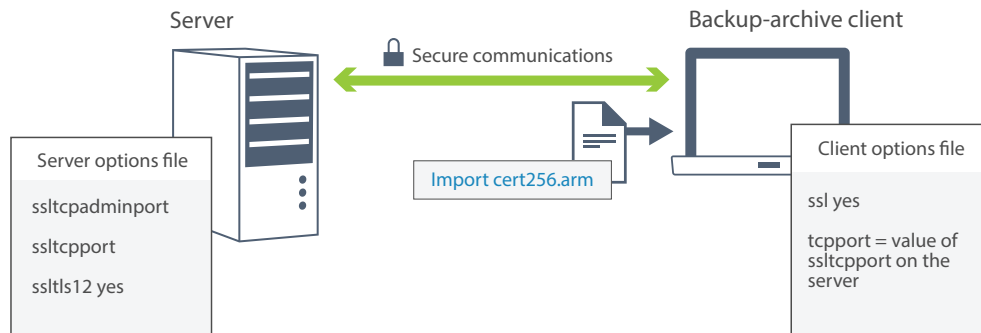 Server
Backup-archive client
Secure communications
Server options file
ssltcpadminport
ssltcpport
ssltls12 yes
Import cert256.arm
Client options file
ssl yes
tcpport = value of
ssltcpport on the
server